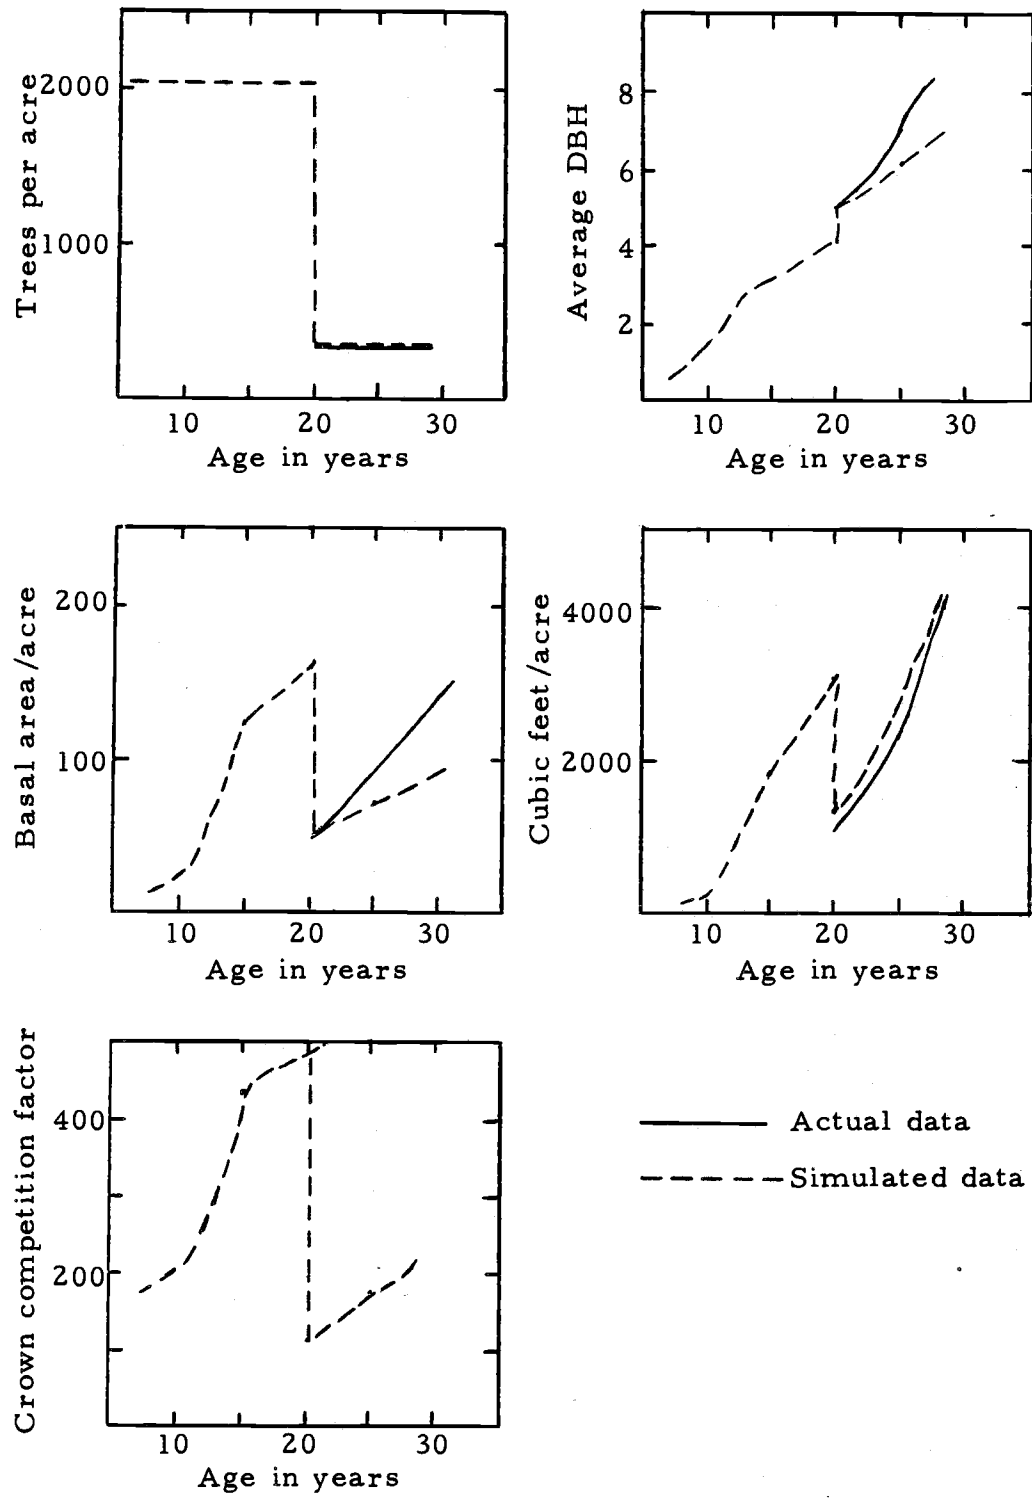 Trees per acre
2000
1000
10 20 30
Age in years
Average DBH
8
6
4
2
10 20 30
Age in years
Basal area/acre
200
100
10 20 30
Age in years
Cubic feet/acre
4000
2000
10 20 30
Age in years
Crown competition factor
400
200
10 20 30
Age in years
Actual data
Simulated data